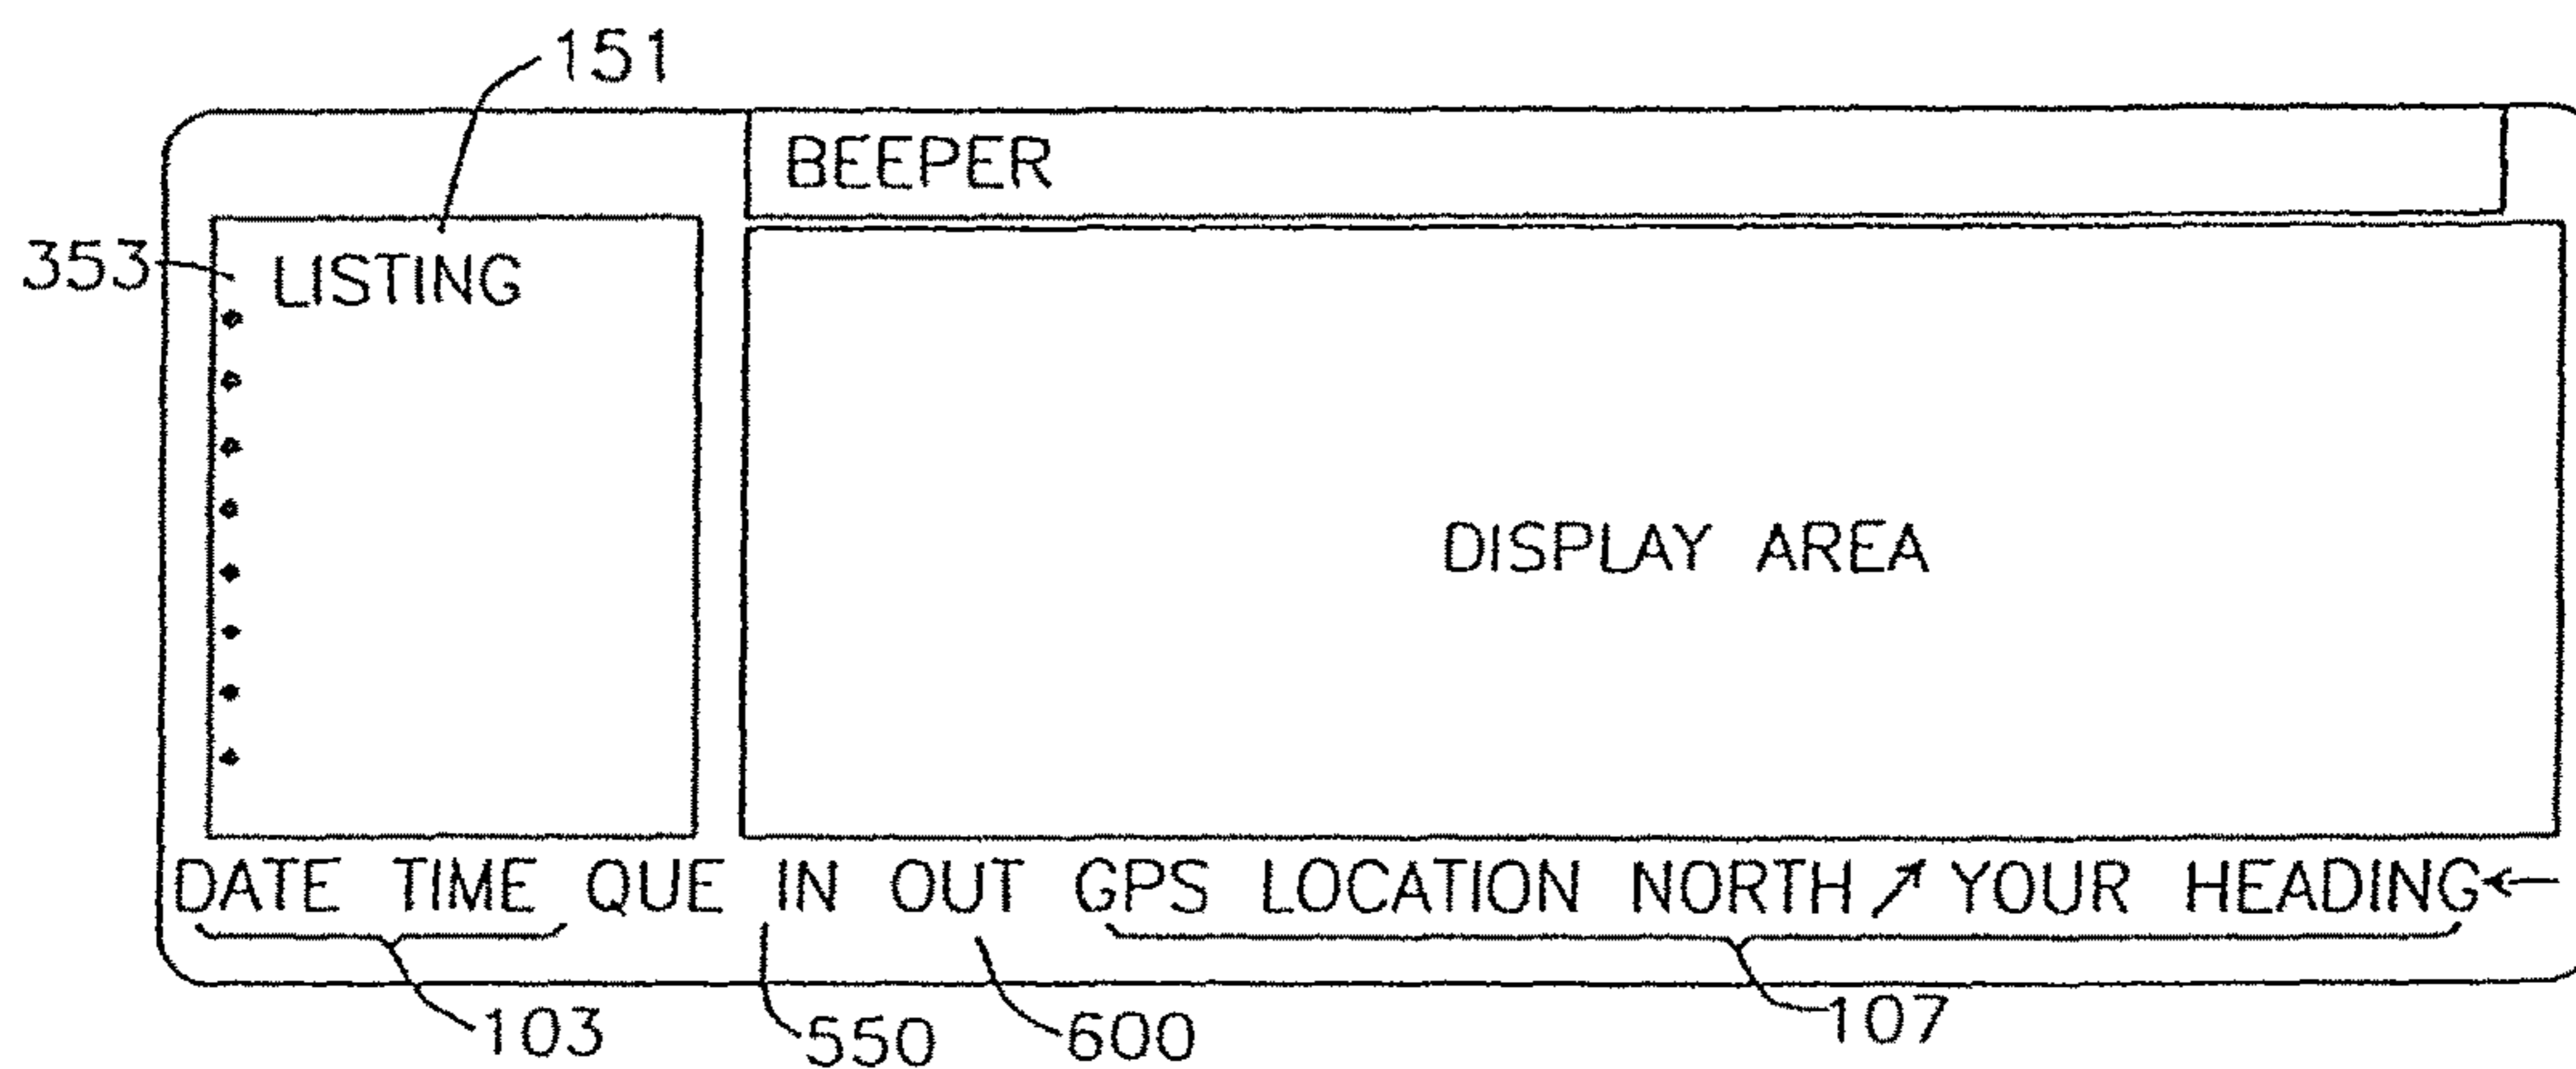 151
BEEPER
353 LISTING
DISPLAY AREA
DATE TIME QUE IN OUT GPS LOCATION NORTH ↗ YOUR HEADING ←
103 550 600 107